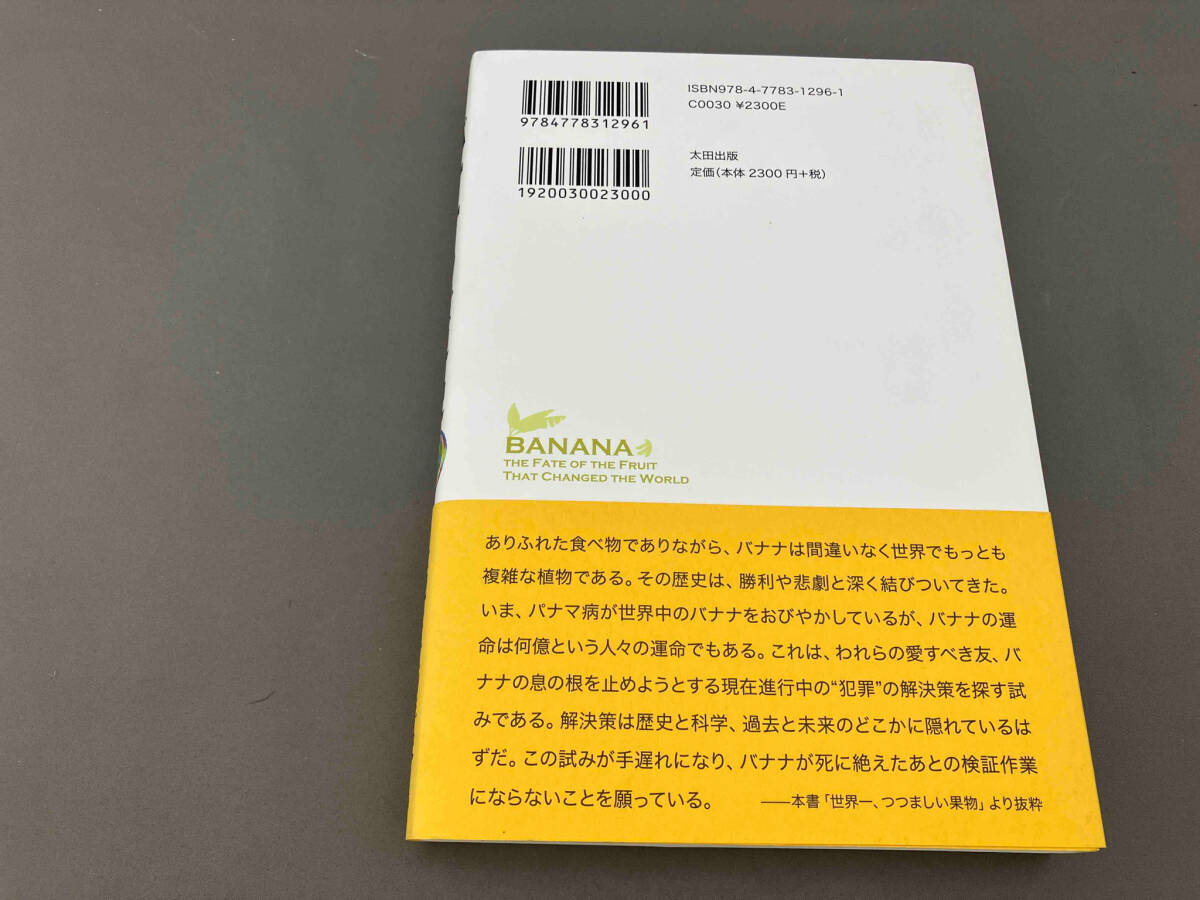 ISBN978-4-7783-1296-1
C0030 ¥2300E
9784778312961
太田出版
定価(本体2300円+税)
1920030023000
BANANA
THE FATE OF THE FRUIT
THAT CHANGED THE WORLD
ありふれた食べ物でありながら、バナナは間違いなく世界でもっとも
複雑な植物である。その歴史は、勝利や悲劇と深く結びついてきた。
いま、パナマ病が世界中のバナナをおびやかしているが、バナナの運
命は何億という人々の運命でもある。これは、われらの愛すべき友、バ
ナナの息の根を止めようとする現在進行中の“犯罪”の解決策を探す試
みである。解決策は歴史と科学、過去と未来のどこかに隠れているは
ずだ。この試みが手遅れになり、バナナが死に絶えたあとの検証作業
にならないことを願っている。 ――本書「世界一、つつましい果物」より抜粋